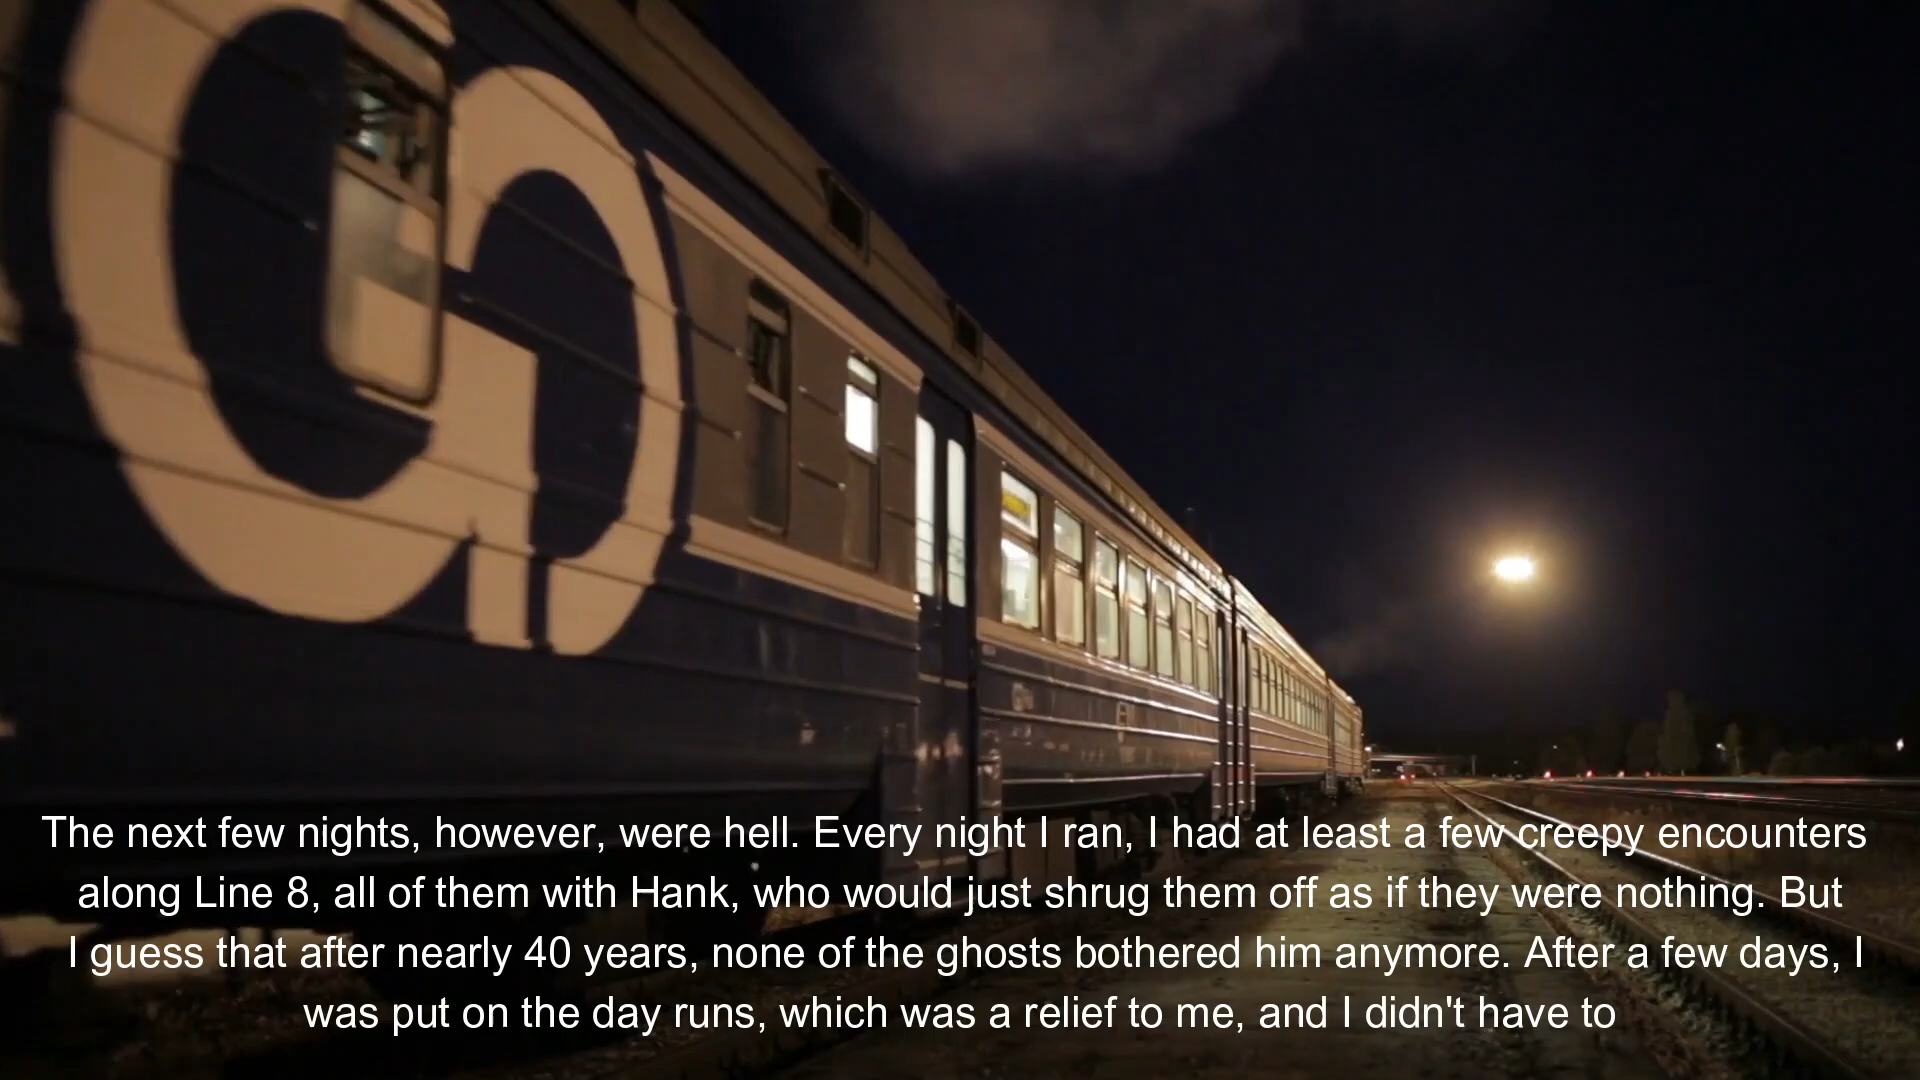 The next few nights, however, were hell. Every night I ran, I had at least a few creepy encounters
along Line 8, all of them with Hank, who would just shrug them off as if they were nothing. But
I guess that after nearly 40 years, none of the ghosts bothered him anymore. After a few days, I
was put on the day runs, which was a relief to me, and I didn't have to